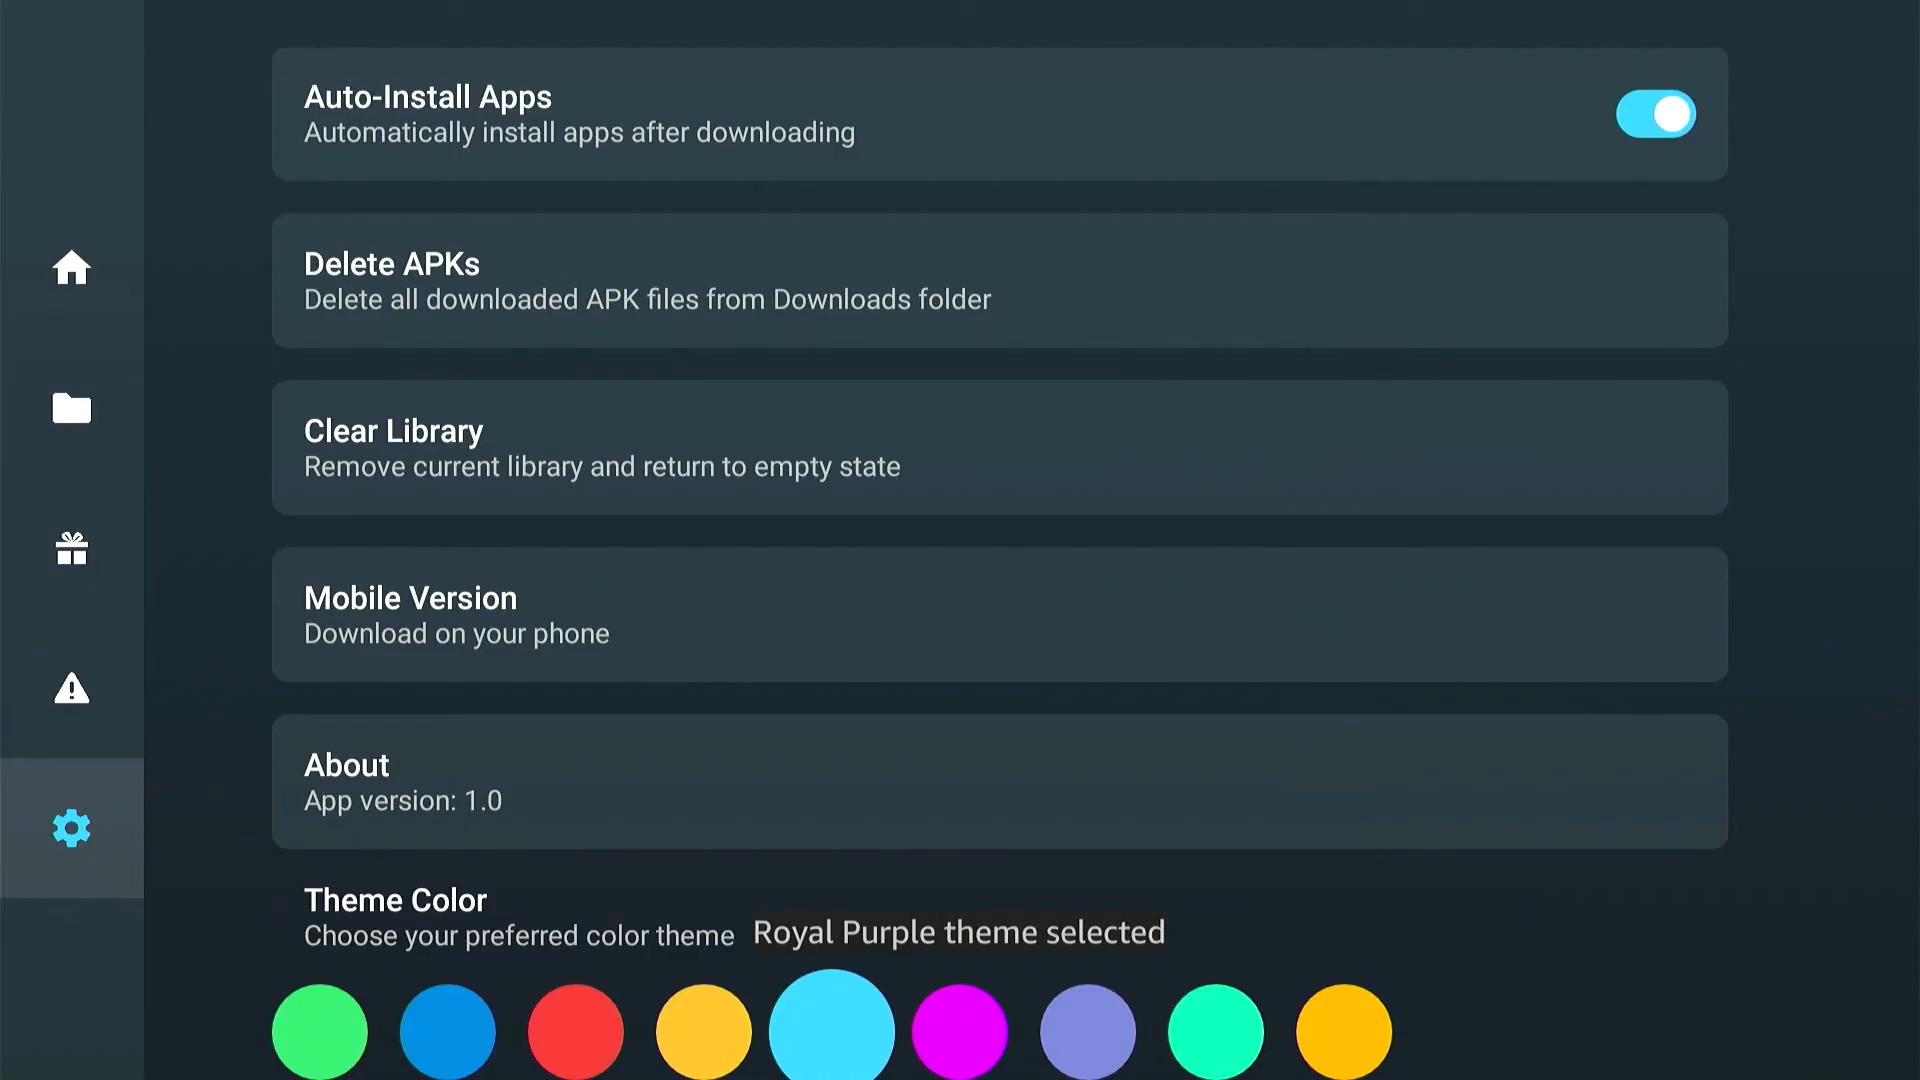 Auto-Install Apps
Automatically install apps after downloading
Delete APKs
Delete all downloaded APK files from Downloads folder
Clear Library
Remove current library and return to empty state
Mobile Version
Download on your phone
About
App version: 1.0
Theme Color
Choose your preferred color theme
Royal Purple theme selected